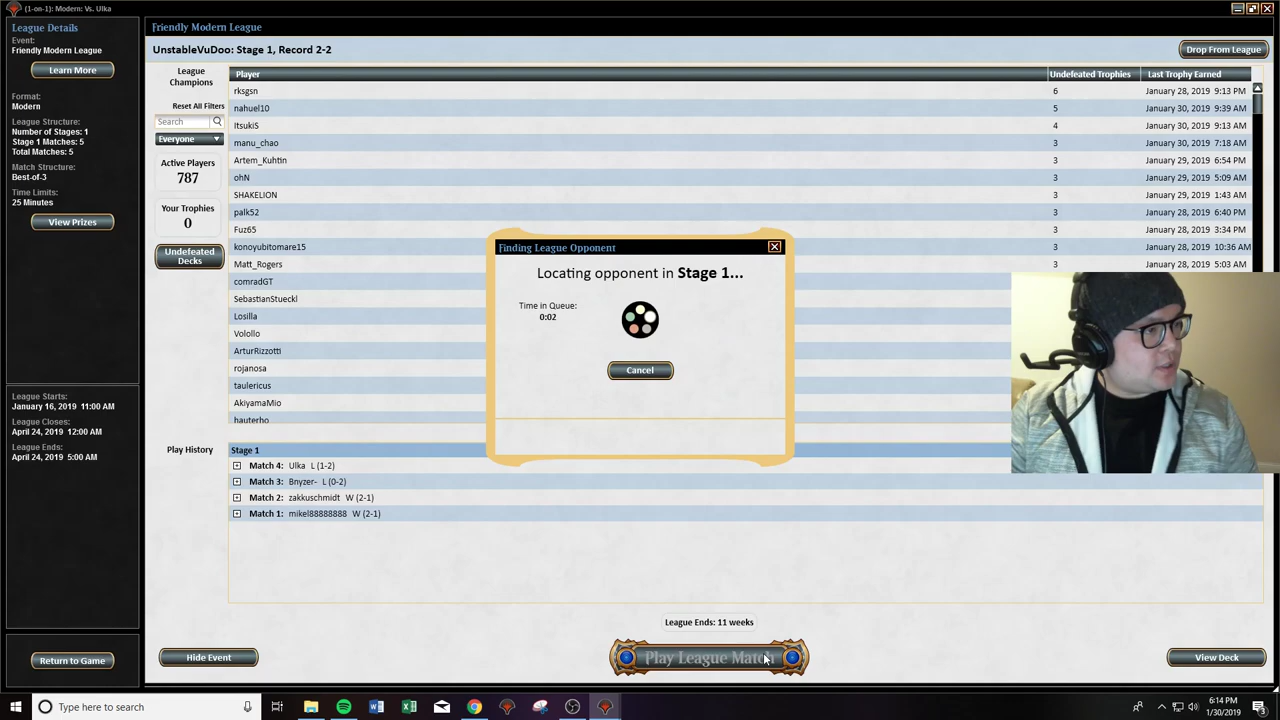 (1-on-1): Modern: Vs. Ulka
League Details
Event:
Friendly Modern League
Learn More
Format:
Modern
League Structure:
Number of Stages: 1
Stage 1 Matches: 5
Total Matches: 5
Match Structure:
Best-of-3
Time Limits:
25 Minutes
View Prizes
League Starts:
January 16, 2019 11:00 AM
League Closes:
April 24, 2019 12:00 AM
League Ends:
April 24, 2019 5:00 AM
Return to Game
Friendly Modern League
UnstableVuDoo: Stage 1, Record 2-2
Drop From League
League Champions
Reset All Filters
Search
Everyone
Active Players
787
Your Trophies
0
Undefeated Decks
Player Undefeated Trophies Last Trophy Earned
rksgsn 6 January 28, 2019 9:13 PM
nahuel10 5 January 30, 2019 9:39 AM
ItsukiS 4 January 30, 2019 9:13 AM
manu_chao 3 January 30, 2019 7:18 AM
Artem_Kuhtin 3 January 29, 2019 6:54 PM
ohN 3 January 29, 2019 5:09 AM
SHAKELION 3 January 29, 2019 1:43 AM
palk52 3 January 28, 2019 6:40 PM
Fuz65 3 January 28, 2019 3:34 PM
konoyubitomare15 3 January 28, 2019 10:36 AM
Matt_Rogers 3 January 28, 2019 5:03 AM
comradGT
SebastianStueckl
Losilla
Volollo
ArturRizzotti
rojanosa
taulericus
AkiyamaMio
hauterho
Finding League Opponent
Locating opponent in Stage 1...
Time in Queue:
0:02
Cancel
Play History
Stage 1
Match 4: Ulka L (1-2)
Match 3: Bnyzer- L (0-2)
Match 2: zakkuschmidt W (2-1)
Match 1: mikel88888888 W (2-1)
League Ends: 11 weeks
Hide Event
Play League Match
View Deck
Type here to search
6:14 PM
1/30/2019
3